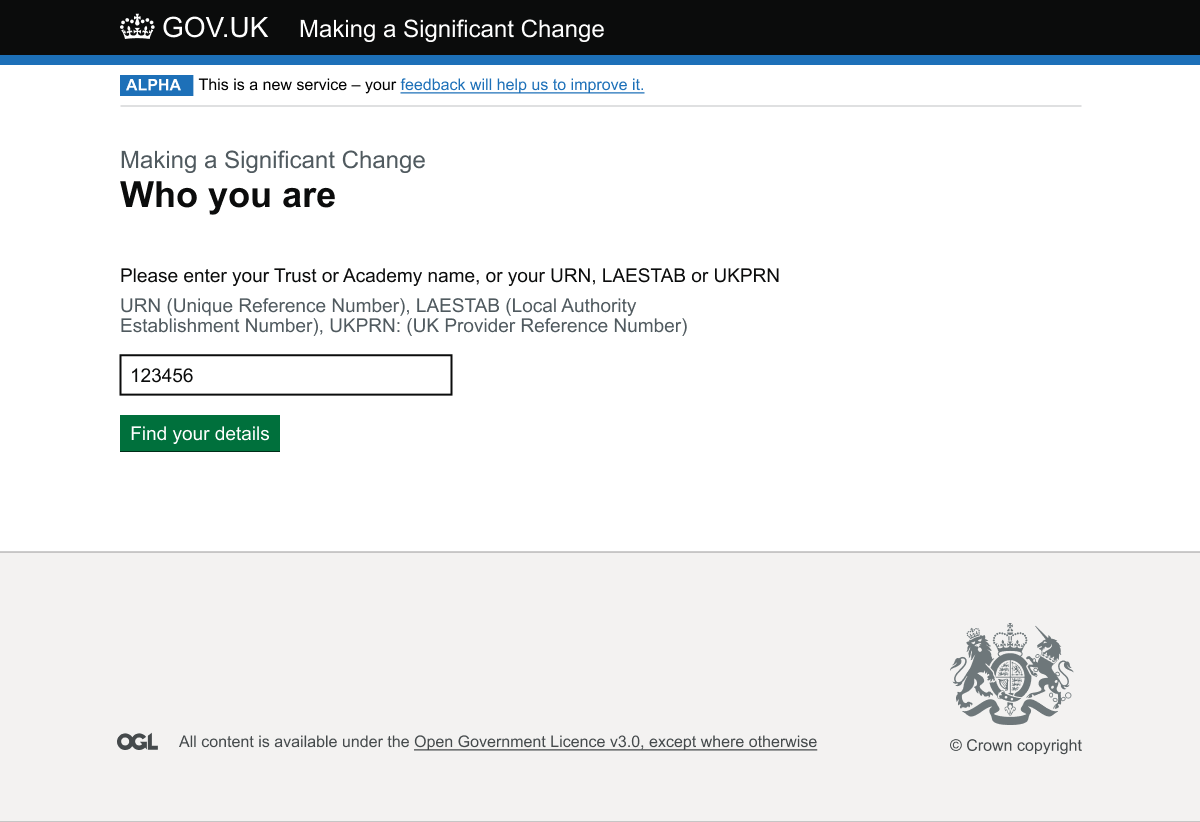 GOV.UK Making a Significant Change
ALPHA This is a new service – your feedback will help us to improve it.
Making a Significant Change
Who you are
Please enter your Trust or Academy name, or your URN, LAESTAB or UKPRN
URN (Unique Reference Number), LAESTAB (Local Authority
Establishment Number), UKPRN: (UK Provider Reference Number)
123456
Find your details
OGL All content is available under the Open Government Licence v3.0, except where otherwise
© Crown copyright